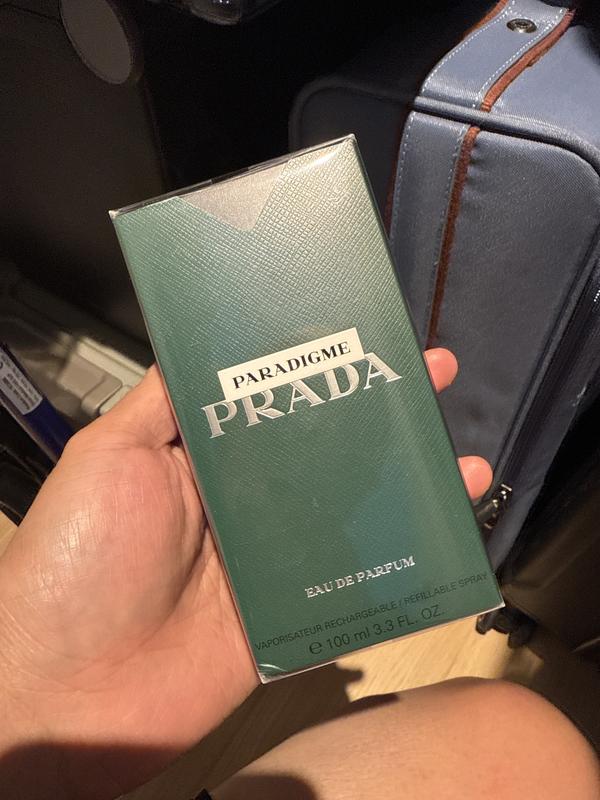 PARADIGME
PRADA
EAU DE PARFUM
VAPORISATEUR RECHARGEABLE / REFILLABLE SPRAY
℮ 100 ml 3.3 FL. OZ.